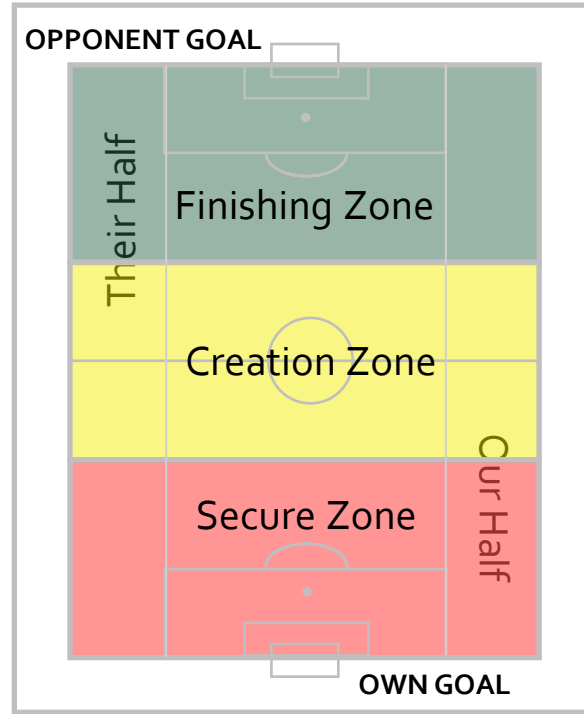 OPPONENT GOAL
Their Half
Finishing Zone
Creation Zone
Our Half
Secure Zone
OWN GOAL